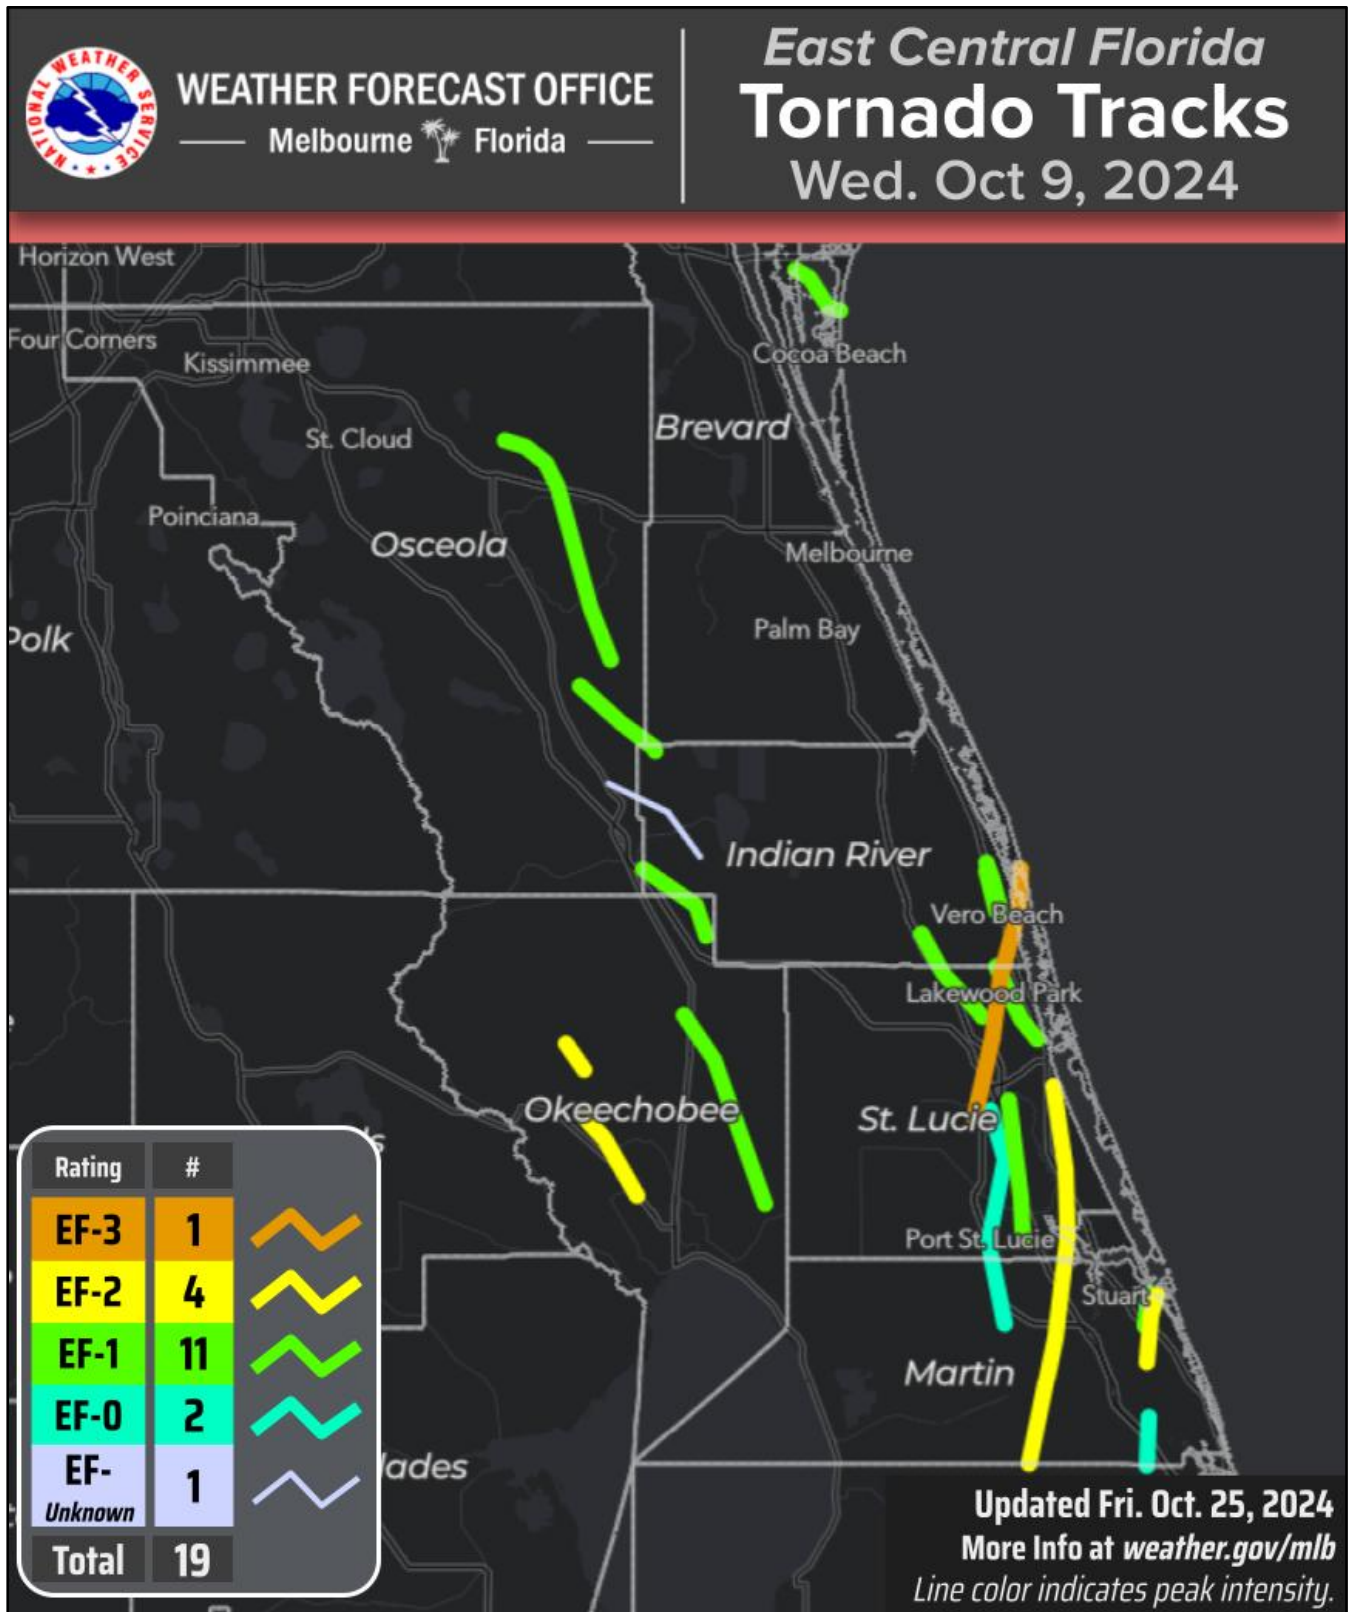 NATIONAL WEATHER SERVICE
WEATHER FORECAST OFFICE
Melbourne Florida
East Central Florida
Tornado Tracks
Wed. Oct 9, 2024
Horizon West
Four Corners
Kissimmee
Cocoa Beach
Brevard
St. Cloud
Poinciana
Osceola
Melbourne
Palm Bay
Polk
Indian River
Vero Beach
Lakewood Park
Okeechobee
St. Lucie
Port St. Lucie
Stuart
Martin
lades
Rating #
EF-3 1
EF-2 4
EF-1 11
EF-0 2
EF-
Unknown 1
Total 19
Updated Fri. Oct. 25, 2024
More Info at weather.gov/mlb
Line color indicates peak intensity.